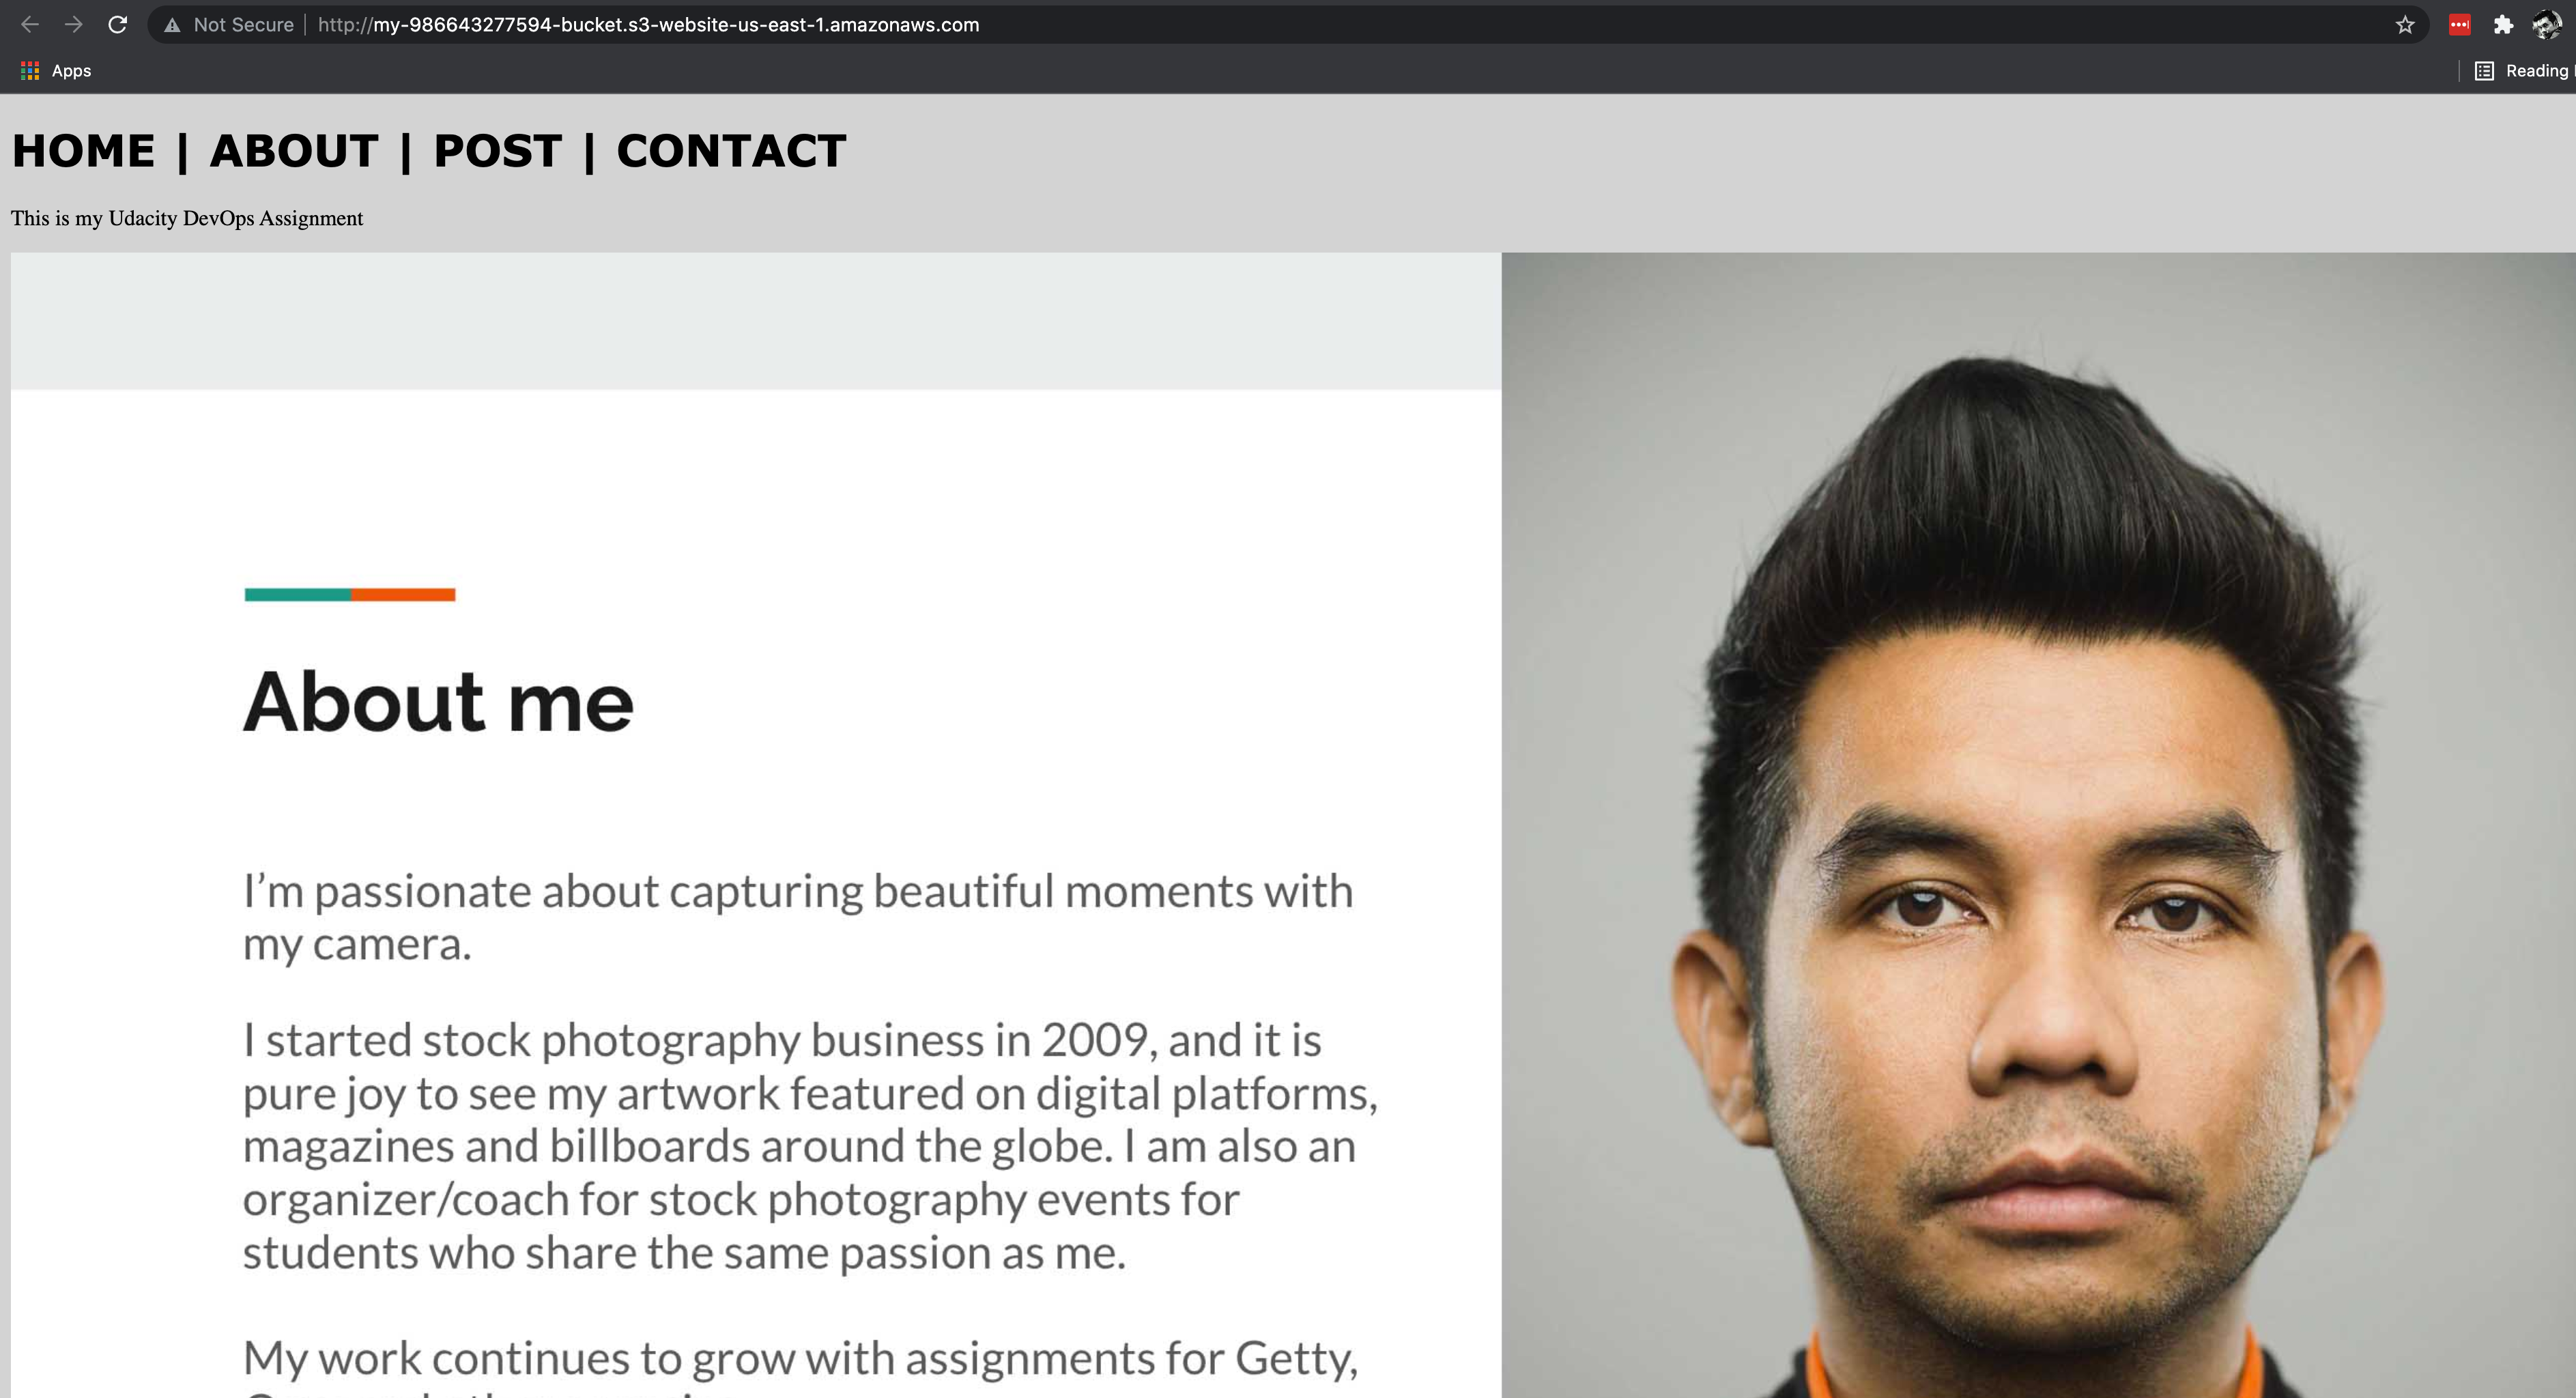 Not Secure | http://my-986643277594-bucket.s3-website-us-east-1.amazonaws.com
Apps
Reading
HOME | ABOUT | POST | CONTACT
This is my Udacity DevOps Assignment
About me
I’m passionate about capturing beautiful moments with
my camera.
I started stock photography business in 2009, and it is
pure joy to see my artwork featured on digital platforms,
magazines and billboards around the globe. I am also an
organizer/coach for stock photography events for
students who share the same passion as me.
My work continues to grow with assignments for Getty,